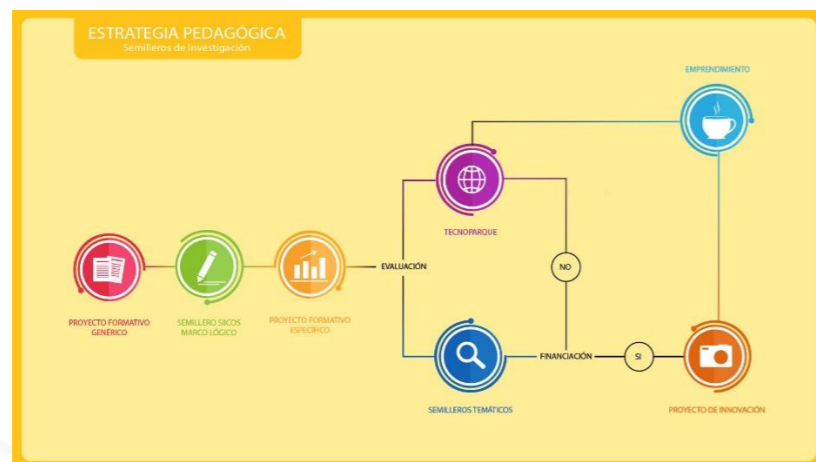 ESTRATEGIA PEDAGÓGICA
Semilleros de Investigación
EMPRENDIMIENTO
TECNOPARQUE
EVALUACIÓN
NO
PROYECTO FORMATIVO
GENÉRICO
SEMILLERO SIICOS
MARCO LÓGICO
PROYECTO FORMATIVO
ESPECÍFICO
FINANCIACIÓN
SI
SEMILLEROS TEMÁTICOS
PROYECTO DE INNOVACIÓN